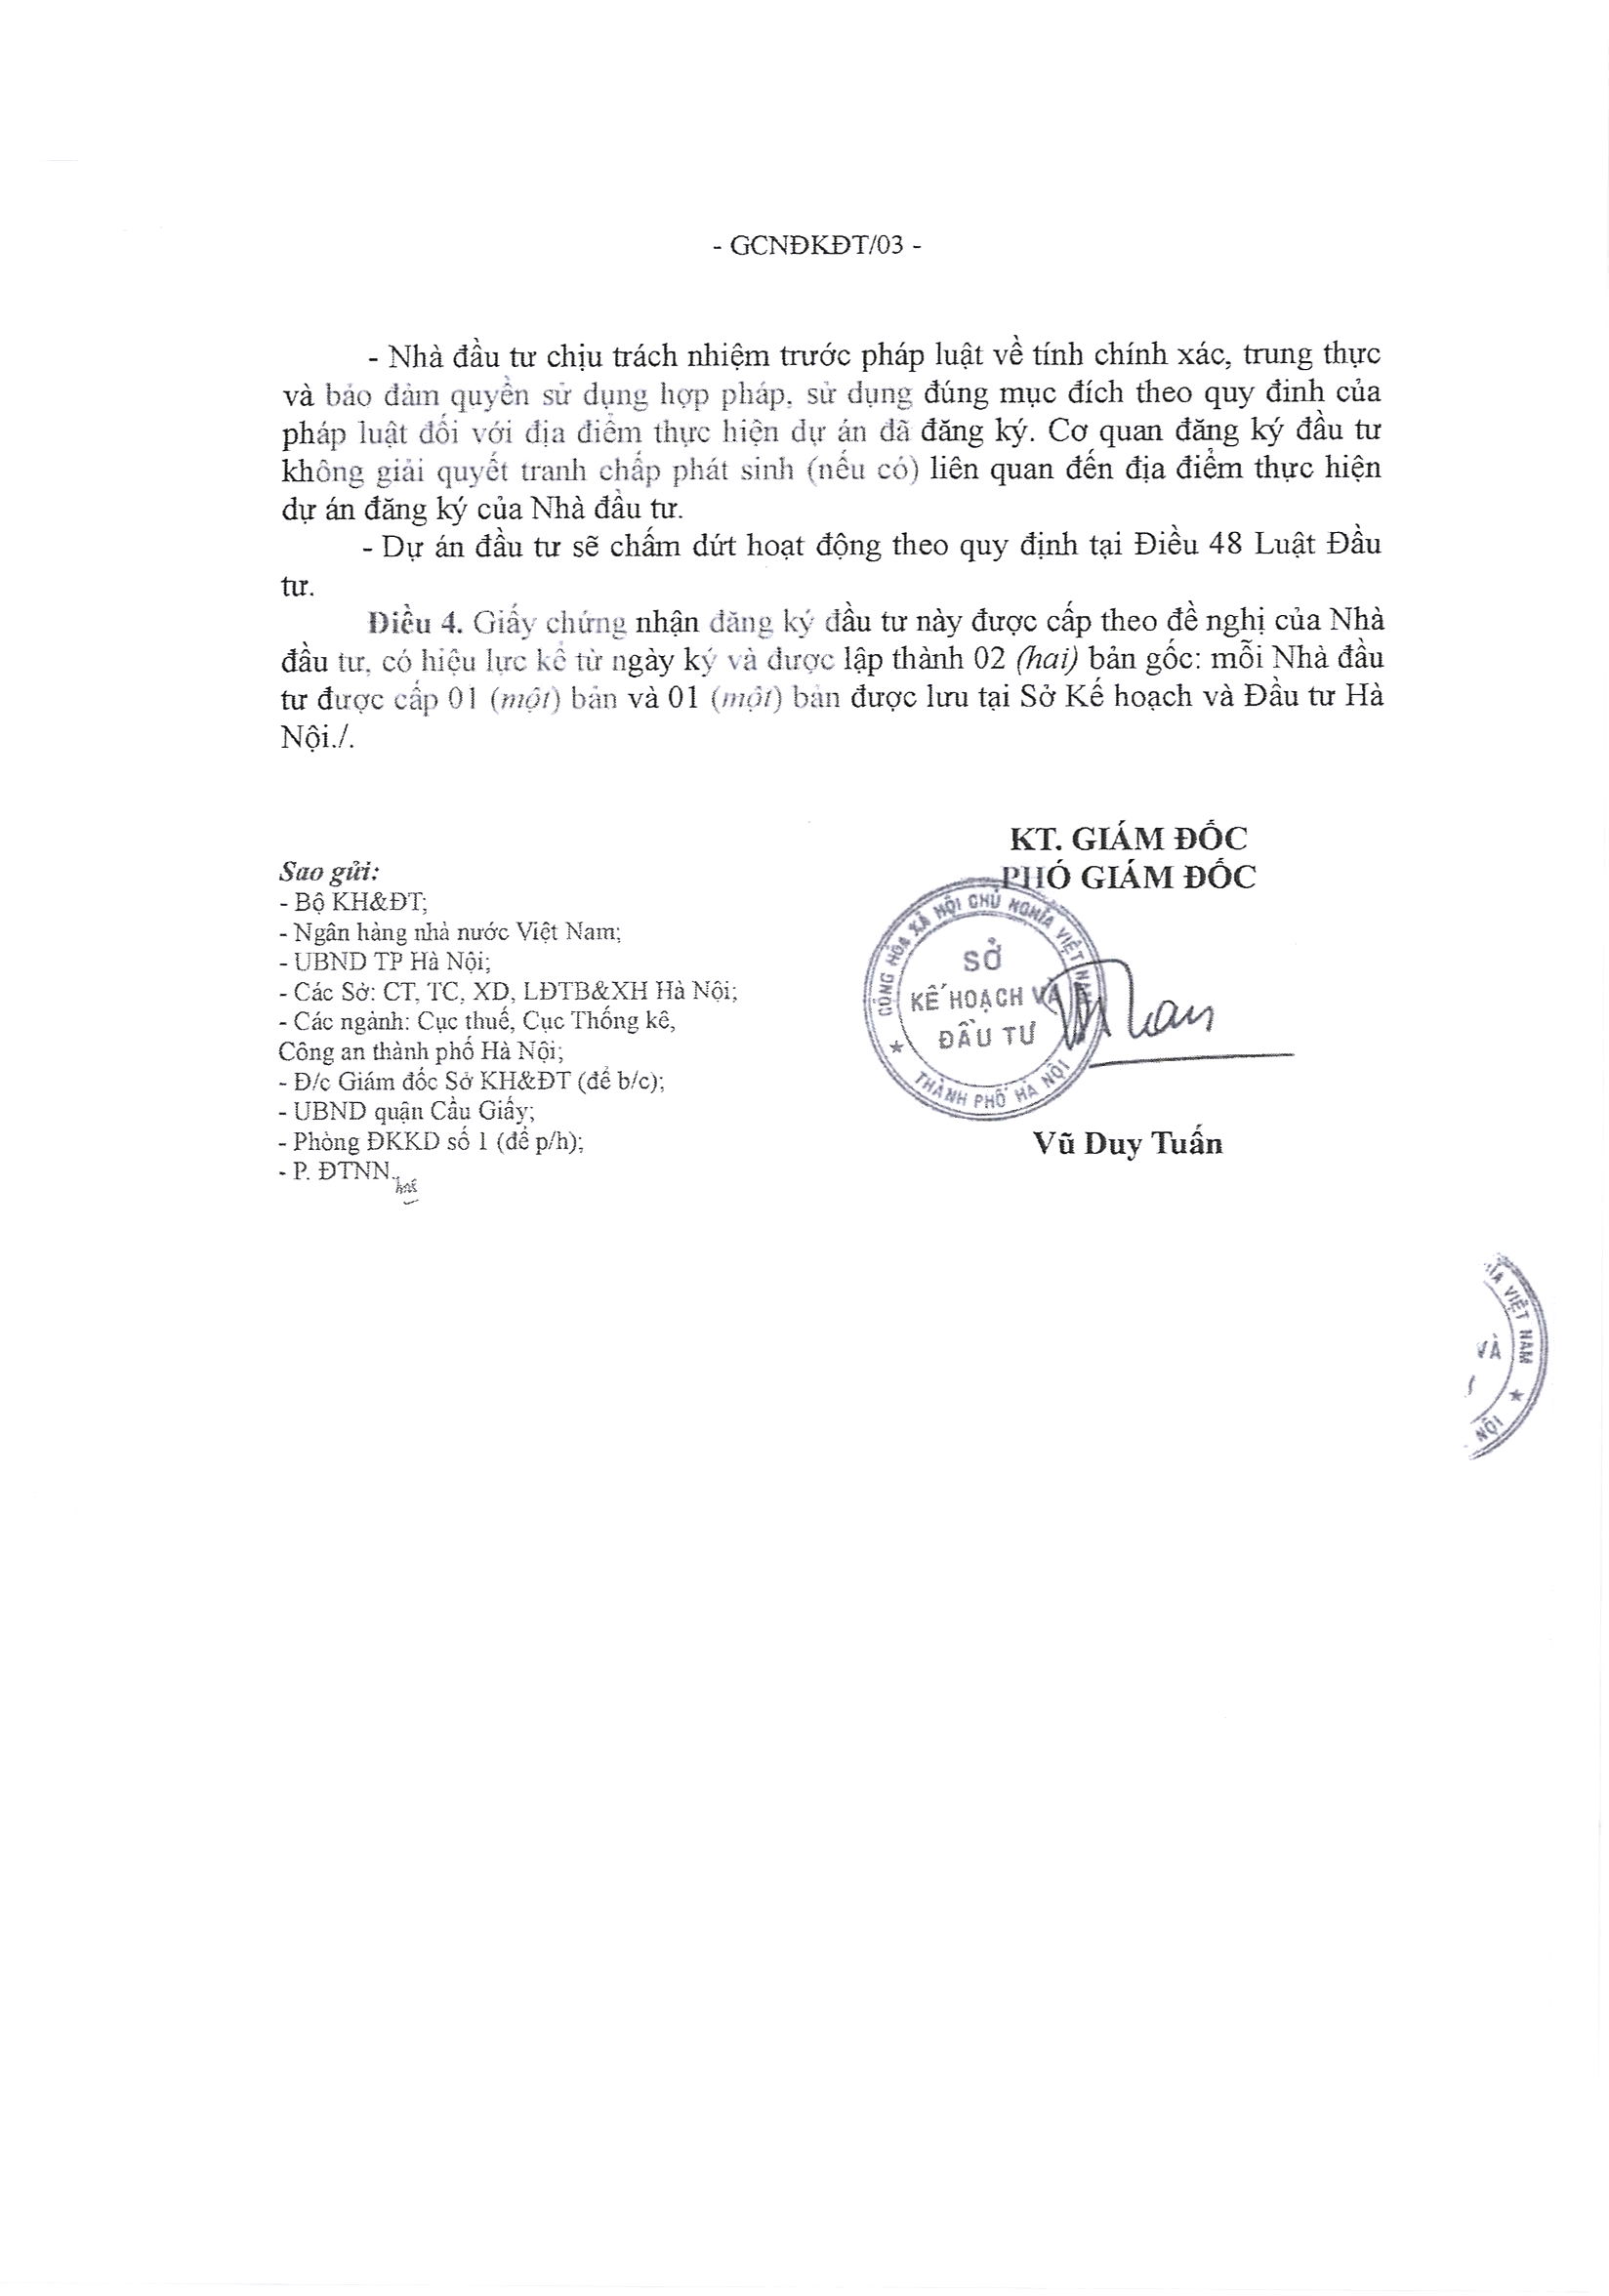 - GCNĐKĐT/03 -
- Nhà đầu tư chịu trách nhiệm trước pháp luật về tính chính xác, trung thực
và bảo đảm quyền sử dụng hợp pháp, sử dụng đúng mục đích theo quy đinh của
pháp luật đối với địa điểm thực hiện dự án đã đăng ký. Cơ quan đăng ký đầu tư
không giải quyết tranh chấp phát sinh (nếu có) liên quan đến địa điểm thực hiện
dự án đăng ký của Nhà đầu tư.
- Dự án đầu tư sẽ chấm dứt hoạt động theo quy định tại Điều 48 Luật Đầu
tư.
Điều 4. Giấy chứng nhận đăng ký đầu tư này được cấp theo đề nghị của Nhà
đầu tư, có hiệu lực kể từ ngày ký và được lập thành 02 (hai) bản gốc: mỗi Nhà đầu
tư được cấp 01 (một) bản và 01 (một) bản được lưu tại Sở Kế hoạch và Đầu tư Hà
Nội./.
KT. GIÁM ĐỐC
PHÓ GIÁM ĐỐC
Sao gửi:
- Bộ KH&ĐT;
- Ngân hàng nhà nước Việt Nam;
- UBND TP Hà Nội;
- Các Sở: CT, TC, XD, LĐTB&XH Hà Nội;
- Các ngành: Cục thuế, Cục Thống kê,
Công an thành phố Hà Nội;
- Đ/c Giám đốc Sở KH&ĐT (để b/c);
- UBND quận Cầu Giấy;
- Phòng ĐKKD số 1 (để p/h);
- P. ĐTNN.
CỘNG HÒA XÃ HỘI CHỦ NGHĨA VIỆT NAM
SỞ
KẾ HOẠCH VÀ
ĐẦU TƯ
THÀNH PHỐ HÀ NỘI
Vũ Duy Tuấn
VIỆT NAM
VÀ
NỘI